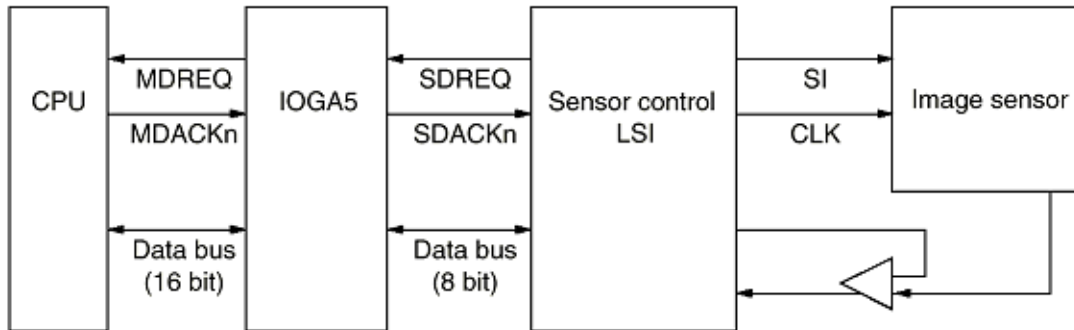 CPU
MDREQ
MDACKn
Data bus
(16 bit)
IOGA5
SDREQ
SDACKn
Data bus
(8 bit)
Sensor control
LSI
SI
CLK
Image sensor